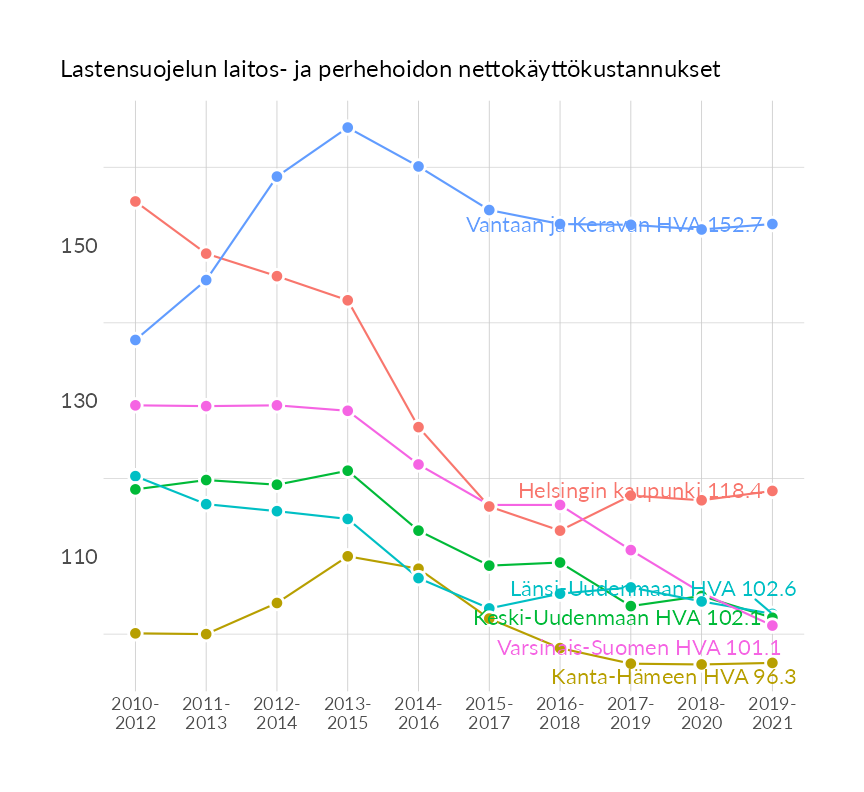 Lastensuojelun laitos- ja perhehoidon nettokäyttökustannukset
150
130
110
Vantaan ja Keravan HVA 152.7
Helsingin kaupunki 118.4
Länsi-Uudenmaan HVA 102.6
Keski-Uudenmaan HVA 102.1
Varsinais-Suomen HVA 101.1
Kanta-Hämeen HVA 96.3
2010- 2011- 2012- 2013- 2014- 2015- 2016- 2017- 2018- 2019-
2012 2013 2014 2015 2016 2017 2018 2019 2020 2021